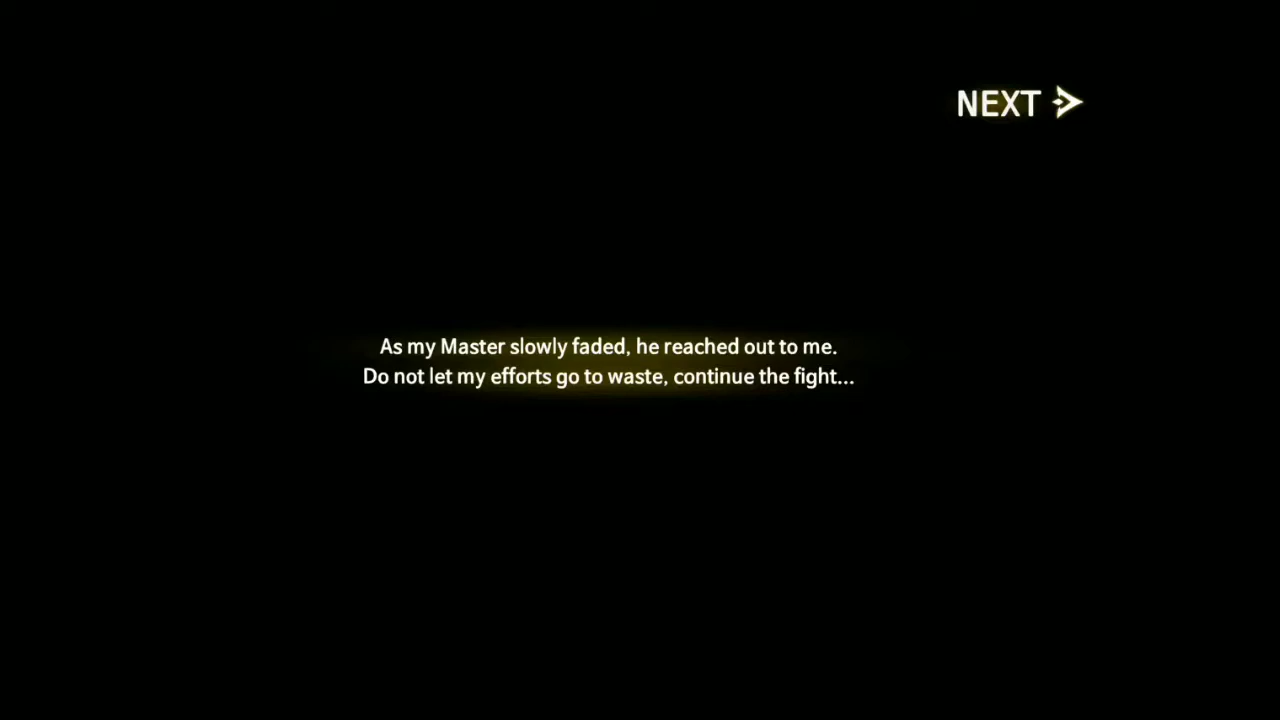 NEXT
As my Master slowly faded, he reached out to me.
Do not let my efforts go to waste, continue the fight...